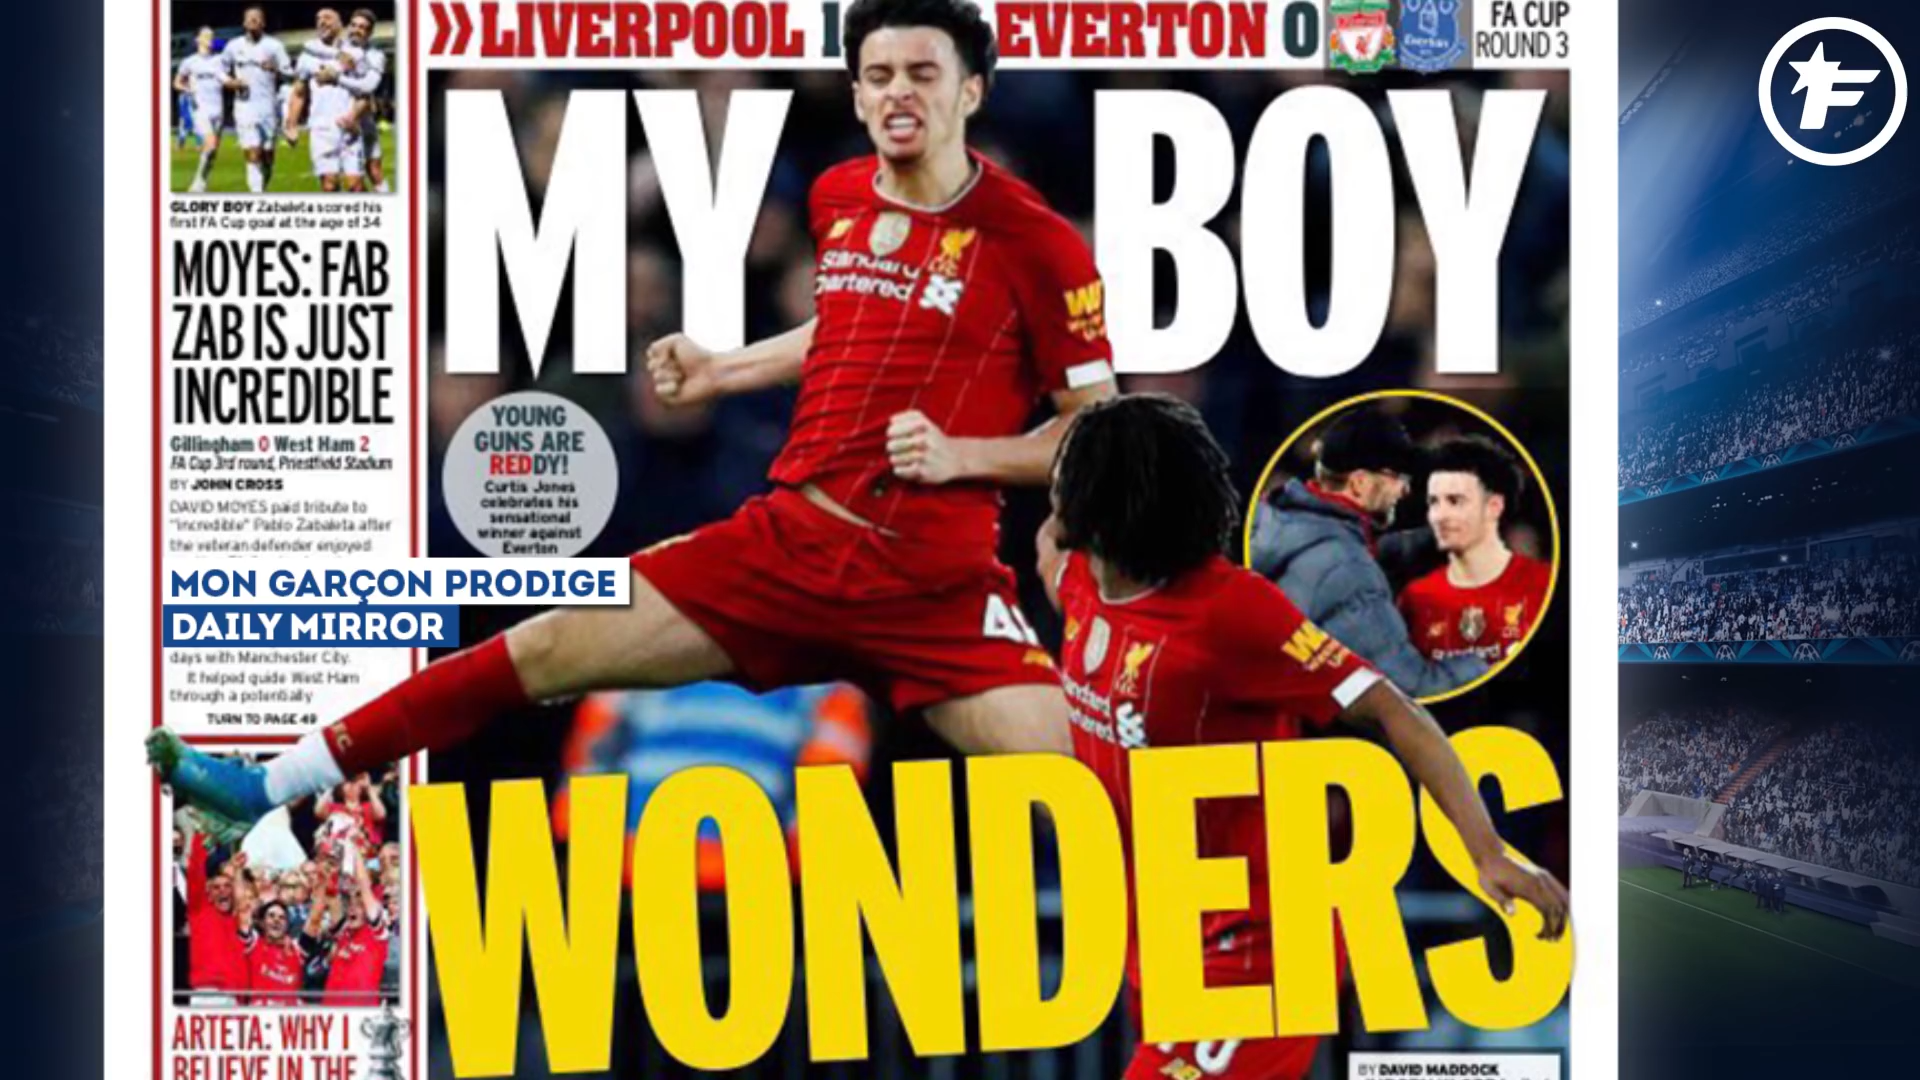 LIVERPOOL 1 EVERTON 0
FA CUP
ROUND 3
MY BOY
WONDERS
GLORY BOY Zabaleta scored his
first FA Cup goal at the age of 34
MOYES: FAB
ZAB IS JUST
INCREDIBLE
Gillingham 0 West Ham 2
FA Cup 3rd round, Priestfield Stadium
BY JOHN CROSS
DAVID MOYES paid tribute to
"incredible" Pablo Zabaleta after
the veteran defender enjoyed
MON GARÇON PRODIGE
DAILY MIRROR
days with Manchester City.
It helped guide West Ham
through a potentially
TURN TO PAGE 49
YOUNG
GUNS ARE
REDDY!
Curtis Jones
celebrates his
sensational
winner against
Everton
Standard
Chartered
ARTETA: WHY I
BELIEVE IN THE
BY DAVID MADDOCK